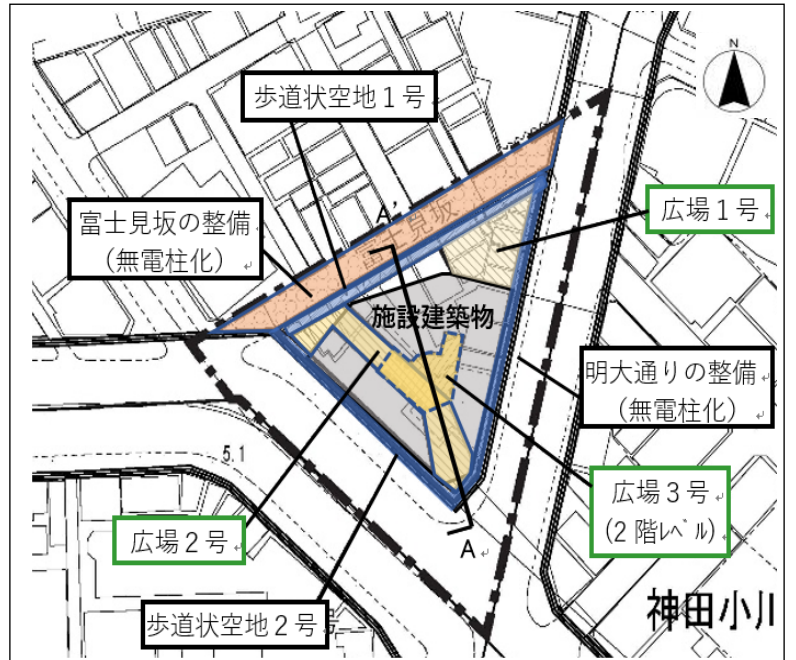 N
歩道状空地1号
A'
富士見坂
富士見坂の整備
(無電柱化)
広場1号
施設建築物
明大通りの整備
(無電柱化)
5.1
広場3号
(2階レベル)
広場2号
A
歩道状空地2号
神田小川